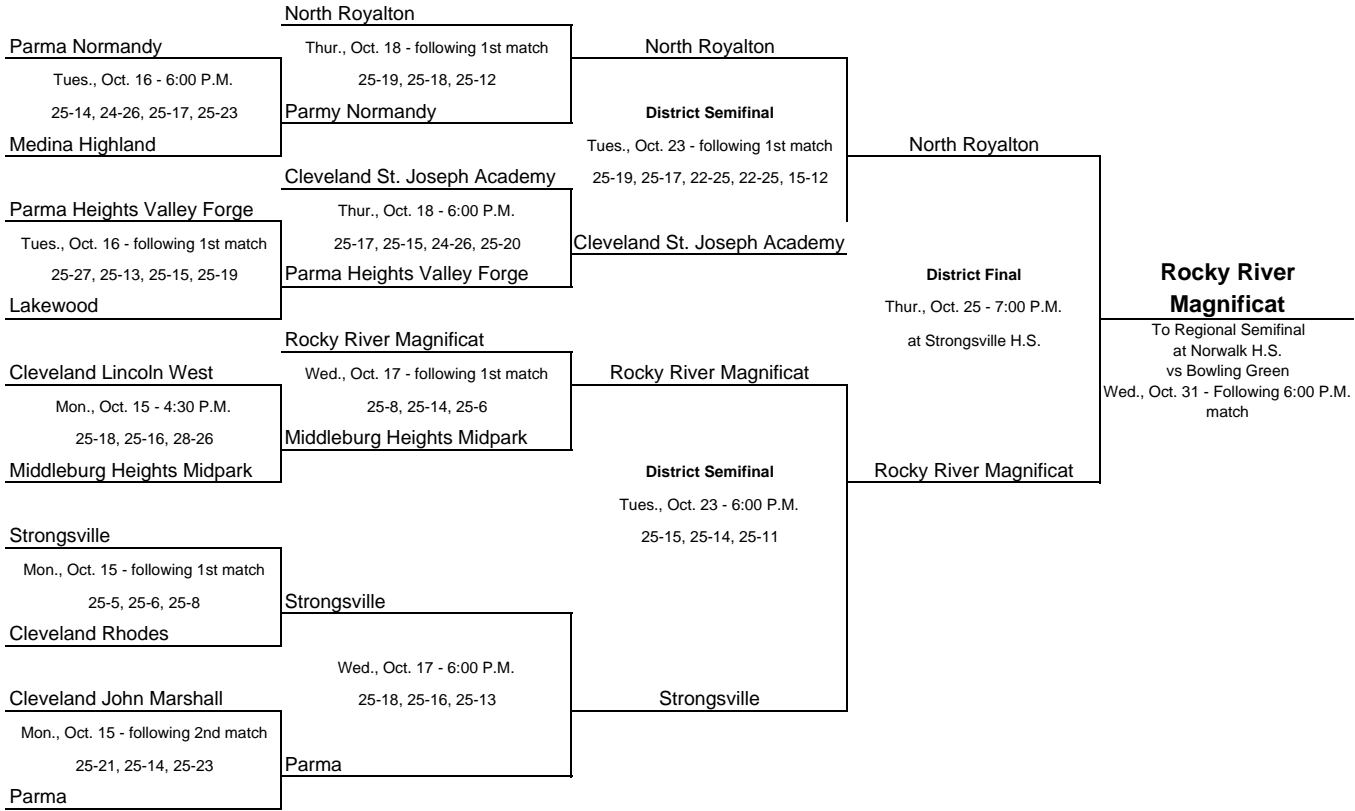 North Royalton
Parma Normandy
Thur., Oct. 18 - following 1st match
North Royalton
Tues., Oct. 16 - 6:00 P.M.
25-19, 25-18, 25-12
25-14, 24-26, 25-17, 25-23
Parmy Normandy
District Semifinal
Medina Highland
Tues., Oct. 23 - following 1st match
North Royalton
Cleveland St. Joseph Academy
25-19, 25-17, 22-25, 22-25, 15-12
Parma Heights Valley Forge
Thur., Oct. 18 - 6:00 P.M.
Tues., Oct. 16 - following 1st match
25-17, 25-15, 24-26, 25-20
Cleveland St. Joseph Academy
25-27, 25-13, 25-15, 25-19
Parma Heights Valley Forge
District Final
Rocky River
Lakewood
Thur., Oct. 25 - 7:00 P.M.
Magnificat
Rocky River Magnificat
at Strongsville H.S.
To Regional Semifinal
at Norwalk H.S.
vs Bowling Green
Wed., Oct. 31 - Following 6:00 P.M.
match
Cleveland Lincoln West
Wed., Oct. 17 - following 1st match
Rocky River Magnificat
Mon., Oct. 15 - 4:30 P.M.
25-8, 25-14, 25-6
25-18, 25-16, 28-26
Middleburg Heights Midpark
Middleburg Heights Midpark
District Semifinal
Rocky River Magnificat
Tues., Oct. 23 - 6:00 P.M.
Strongsville
25-15, 25-14, 25-11
Mon., Oct. 15 - following 1st match
25-5, 25-6, 25-8
Strongsville
Cleveland Rhodes
Wed., Oct. 17 - 6:00 P.M.
Cleveland John Marshall
25-18, 25-16, 25-13
Strongsville
Mon., Oct. 15 - following 2nd match
25-21, 25-14, 25-23
Parma
Parma